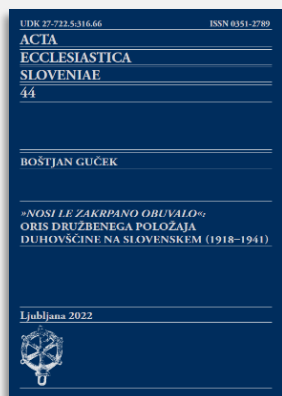 UDK 27-722.5:316.66 ISSN 0351-2789
ACTA
ECCLESIASTICA
SLOVENIAE
44
BOŠTJAN GUČEK
»NOSI LE ZAKRPANO OBUVALO«:
ORIS DRUŽBENEGA POLOŽAJA
DUHOVŠČINE NA SLOVENSKEM (1918–1941)
Ljubljana 2022